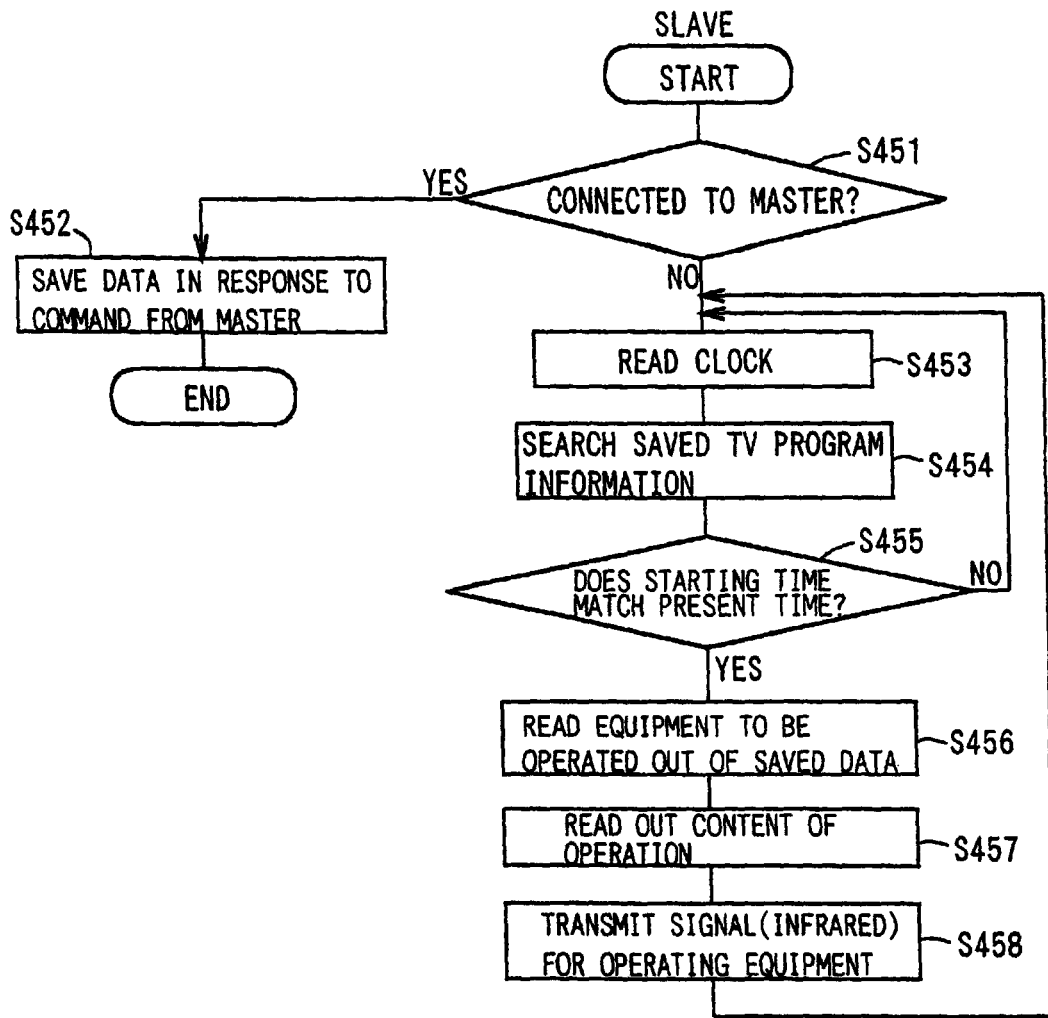 SLAVE
START
S451
YES
CONNECTED TO MASTER?
S452
SAVE DATA IN RESPONSE TO
COMMAND FROM MASTER
NO
END
READ CLOCK
S453
SEARCH SAVED TV PROGRAM
INFORMATION
S454
S455
DOES STARTING TIME
MATCH PRESENT TIME?
NO
YES
READ EQUIPMENT TO BE
OPERATED OUT OF SAVED DATA
S456
READ OUT CONTENT OF
OPERATION
S457
TRANSMIT SIGNAL(INFRARED)
FOR OPERATING EQUIPMENT
S458